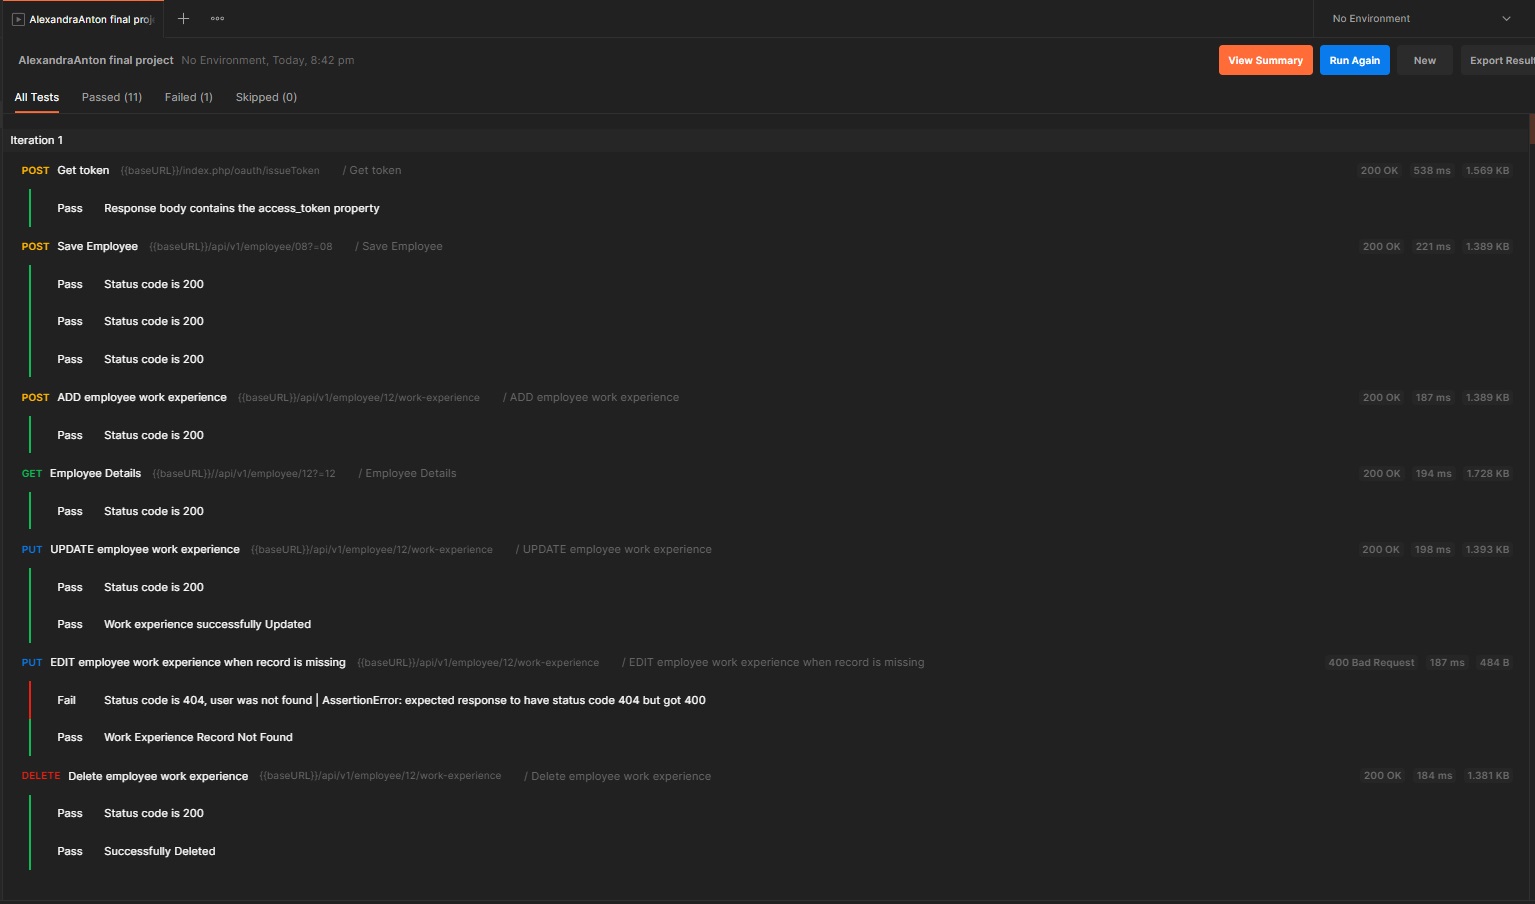 AlexandraAnton final proj
No Environment
AlexandraAnton final project No Environment, Today, 8:42 pm View Summary Run Again New Export Resul
All Tests Passed (11) Failed (1) Skipped (0)
Iteration 1
POST Get token {{baseURL}}/index.php/oauth/issueToken / Get token 200 OK 538 ms 1.569 KB
Pass Response body contains the access_token property
POST Save Employee {{baseURL}}/api/v1/employee/08?=08 / Save Employee 200 OK 221 ms 1.389 KB
Pass Status code is 200
Pass Status code is 200
Pass Status code is 200
POST ADD employee work experience {{baseURL}}/api/v1/employee/12/work-experience / ADD employee work experience 200 OK 187 ms 1.389 KB
Pass Status code is 200
GET Employee Details {{baseURL}}//api/v1/employee/12?=12 / Employee Details 200 OK 194 ms 1.728 KB
Pass Status code is 200
PUT UPDATE employee work experience {{baseURL}}/api/v1/employee/12/work-experience / UPDATE employee work experience 200 OK 198 ms 1.393 KB
Pass Status code is 200
Pass Work experience successfully Updated
PUT EDIT employee work experience when record is missing {{baseURL}}/api/v1/employee/12/work-experience / EDIT employee work experience when record is missing 400 Bad Request 187 ms 484 B
Fail Status code is 404, user was not found | AssertionError: expected response to have status code 404 but got 400
Pass Work Experience Record Not Found
DELETE Delete employee work experience {{baseURL}}/api/v1/employee/12/work-experience / Delete employee work experience 200 OK 184 ms 1.381 KB
Pass Status code is 200
Pass Successfully Deleted